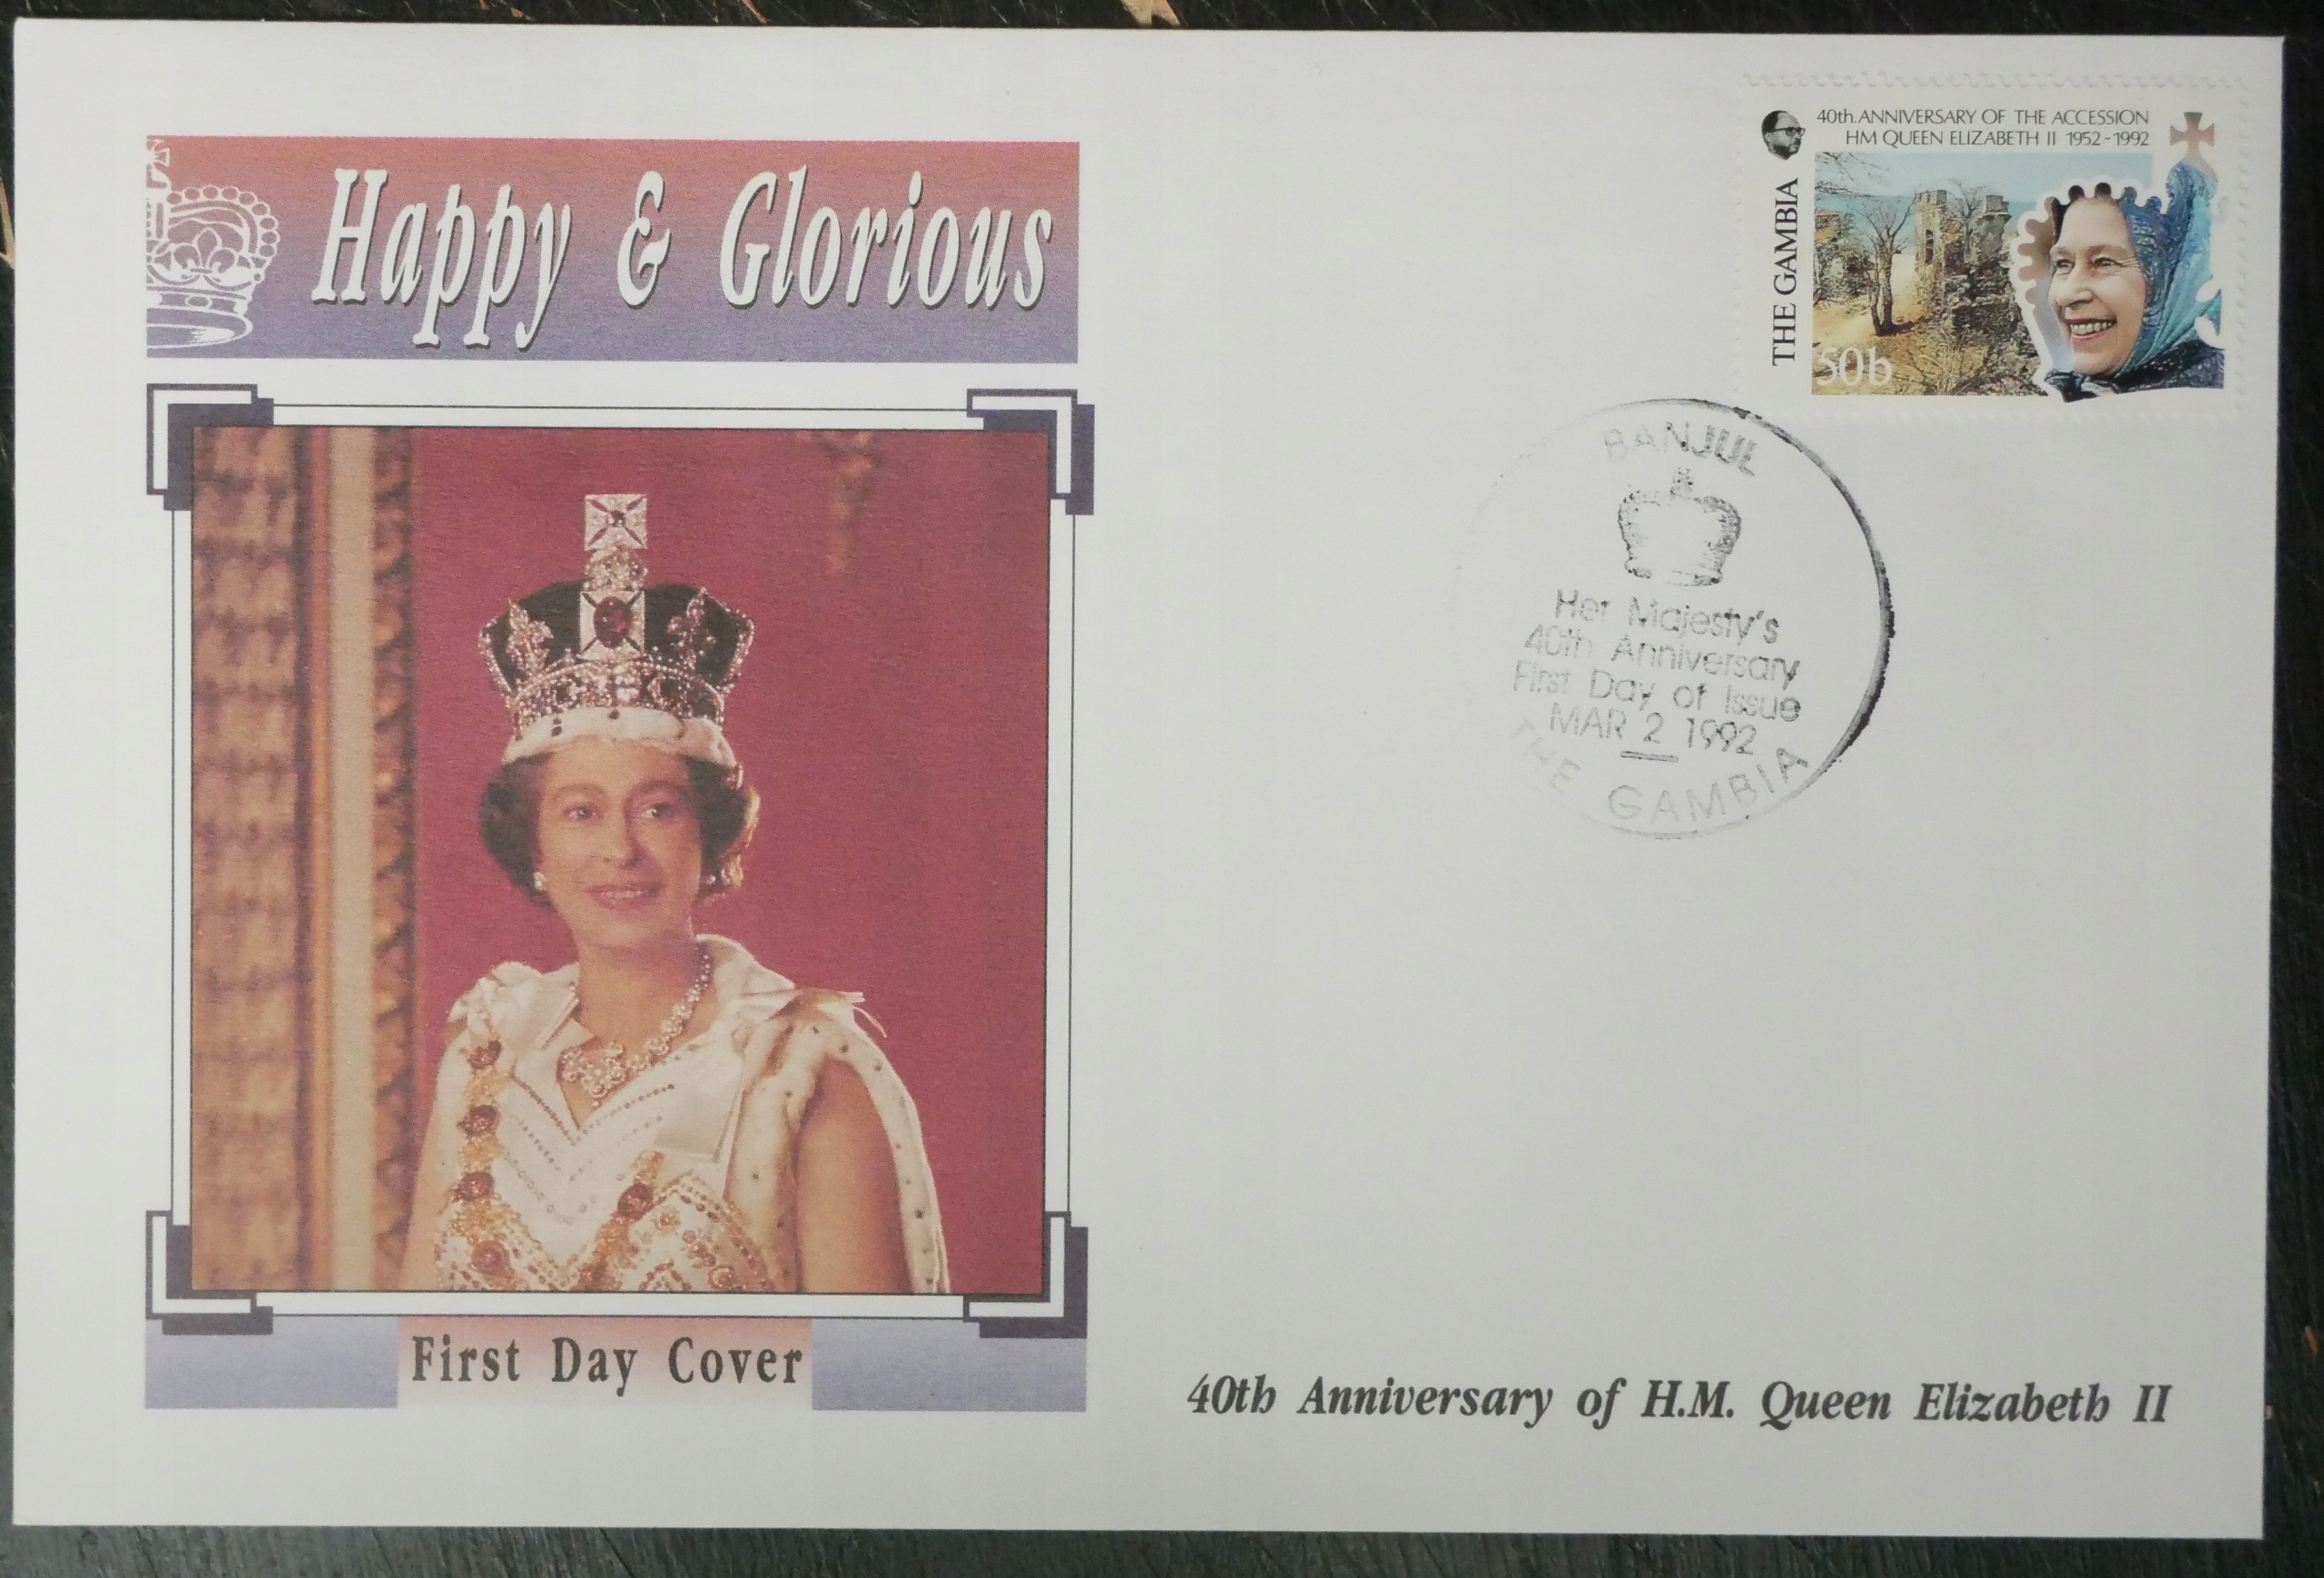 Happy & Glorious
First Day Cover
40th. ANNIVERSARY OF THE ACCESSION
HM QUEEN ELIZABETH II 1952-1992
THE GAMBIA
50b
BANJUL
Her Majesty's
40th Anniversary
First Day of Issue
MAR 2 1992
THE GAMBIA
40th Anniversary of H.M. Queen Elizabeth II